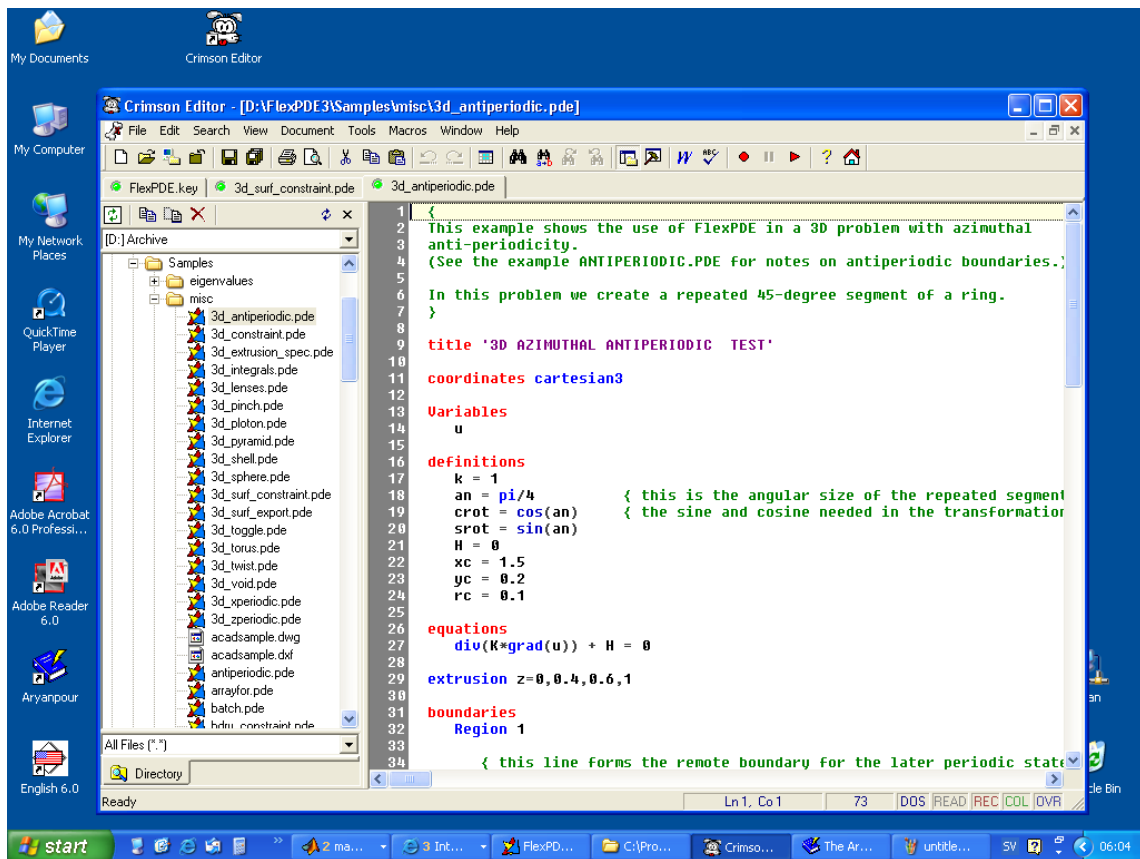 My Documents
Crimson Editor
My Computer
My Network
Places
QuickTime
Player
Internet
Explorer
Adobe Acrobat
6.0 Professi...
Adobe Reader
6.0
Aryanpour
English 6.0
Crimson Editor - [D:\FlexPDE3\Samples\misc\3d_antiperiodic.pde]
File Edit Search View Document Tools Macros Window Help
FlexPDE.key 3d_surf_constraint.pde 3d_antiperiodic.pde
[D:] Archive
Samples
eigenvalues
misc
3d_antiperiodic.pde
3d_constraint.pde
3d_extrusion_spec.pde
3d_integrals.pde
3d_lenses.pde
3d_pinch.pde
3d_ploton.pde
3d_pyramid.pde
3d_shell.pde
3d_sphere.pde
3d_surf_constraint.pde
3d_surf_export.pde
3d_toggle.pde
3d_torus.pde
3d_twist.pde
3d_void.pde
3d_xperiodic.pde
3d_zperiodic.pde
acadsample.dwg
acadsample.dxf
antiperiodic.pde
arrayfor.pde
batch.pde
bdry_constraint.pde
All Files (*.*)
Directory
1 {
2 This example shows the use of FlexPDE in a 3D problem with azimuthal
3 anti-periodicity.
4 (See the example ANTIPERIODIC.PDE for notes on antiperiodic boundaries.)
5
6 In this problem we create a repeated 45-degree segment of a ring.
7 }
8
9 title '3D AZIMUTHAL ANTIPERIODIC  TEST'
10
11 coordinates cartesian3
12
13 Variables
14 u
15
16 definitions
17 k = 1
18 an = pi/4 { this is the angular size of the repeated segment
19 crot = cos(an) { the sine and cosine needed in the transformation
20 srot = sin(an)
21 H = 0
22 xc = 1.5
23 yc = 0.2
24 rc = 0.1
25
26 equations
27 div(K*grad(u)) + H = 0
28
29 extrusion z=0,0.4,0.6,1
30
31 boundaries
32 Region 1
33
34 { this line forms the remote boundary for the later periodic state
Ready Ln 1, Co 1 73 DOS READ REC COL OVR
an
cle Bin
start 2 ma... 3 Int... FlexPD... C:\Pro... Crimso... The Ar... untitle... SV 06:04